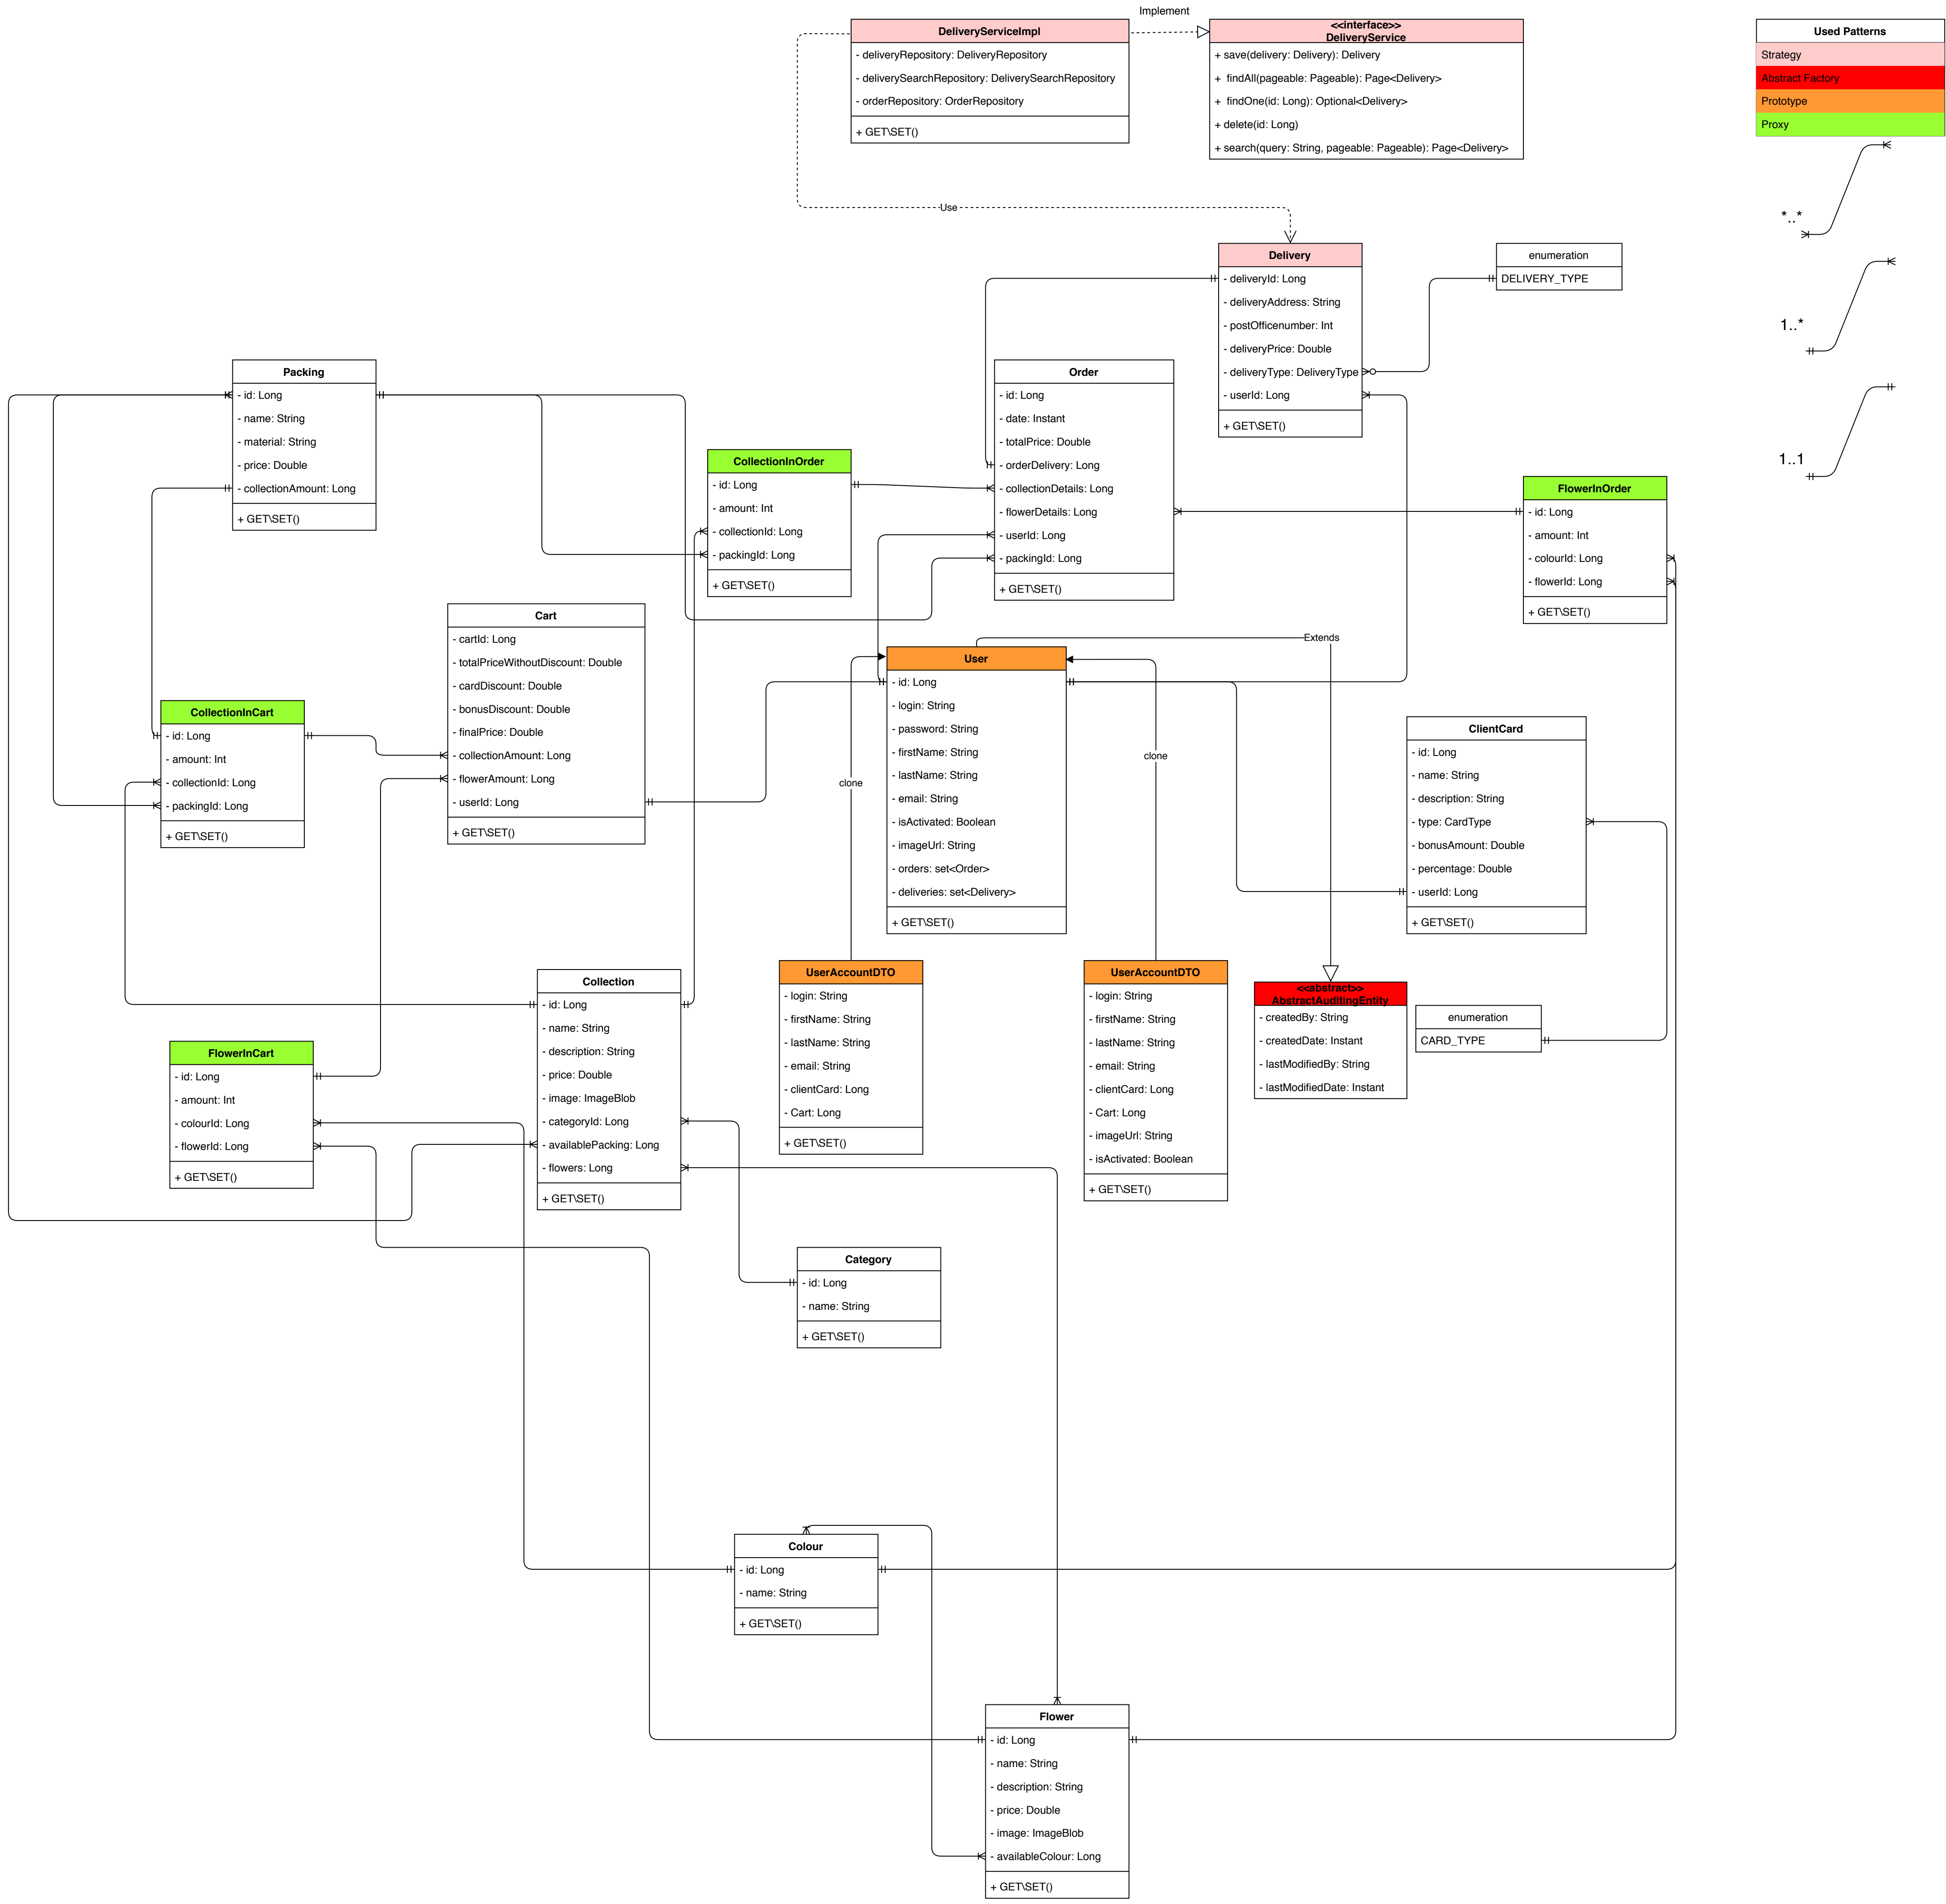 Implement
DeliveryServiceImpl
- deliveryRepository: DeliveryRepository
- deliverySearchRepository: DeliverySearchRepository
- orderRepository: OrderRepository
+ GET\SET()
<<interface>>
DeliveryService
+ save(delivery: Delivery): Delivery
+ findAll(pageable: Pageable): Page<Delivery>
+ findOne(id: Long): Optional<Delivery>
+ delete(id: Long)
+ search(query: String, pageable: Pageable): Page<Delivery>
Used Patterns
Strategy
Abstract Factory
Prototype
Proxy
*..*
1..*
1..1
Use
Delivery
- deliveryId: Long
- deliveryAddress: String
- postOfficenumber: Int
- deliveryPrice: Double
- deliveryType: DeliveryType
- userId: Long
+ GET\SET()
enumeration
DELIVERY_TYPE
Packing
- id: Long
- name: String
- material: String
- price: Double
- collectionAmount: Long
+ GET\SET()
Order
- id: Long
- date: Instant
- totalPrice: Double
- orderDelivery: Long
- collectionDetails: Long
- flowerDetails: Long
- userId: Long
- packingId: Long
+ GET\SET()
CollectionInOrder
- id: Long
- amount: Int
- collectionId: Long
- packingId: Long
+ GET\SET()
FlowerInOrder
- id: Long
- amount: Int
- colourId: Long
- flowerId: Long
+ GET\SET()
Cart
- cartId: Long
- totalPriceWithoutDiscount: Double
- cardDiscount: Double
- bonusDiscount: Double
- finalPrice: Double
- collectionAmount: Long
- flowerAmount: Long
- userId: Long
+ GET\SET()
Extends
User
- id: Long
- login: String
- password: String
- firstName: String
- lastName: String
- email: String
- isActivated: Boolean
- imageUrl: String
- orders: set<Order>
- deliveries: set<Delivery>
+ GET\SET()
clone
clone
CollectionInCart
- id: Long
- amount: Int
- collectionId: Long
- packingId: Long
+ GET\SET()
ClientCard
- id: Long
- name: String
- description: String
- type: CardType
- bonusAmount: Double
- percentage: Double
- userId: Long
+ GET\SET()
Collection
- id: Long
- name: String
- description: String
- price: Double
- image: ImageBlob
- categoryId: Long
- availablePacking: Long
- flowers: Long
+ GET\SET()
UserAccountDTO
- login: String
- firstName: String
- lastName: String
- email: String
- clientCard: Long
- Cart: Long
+ GET\SET()
UserAccountDTO
- login: String
- firstName: String
- lastName: String
- email: String
- clientCard: Long
- Cart: Long
- imageUrl: String
- isActivated: Boolean
+ GET\SET()
<<abstract>>
AbstractAuditingEntity
- createdBy: String
- createdDate: Instant
- lastModifiedBy: String
- lastModifiedDate: Instant
enumeration
CARD_TYPE
FlowerInCart
- id: Long
- amount: Int
- colourId: Long
- flowerId: Long
+ GET\SET()
Category
- id: Long
- name: String
+ GET\SET()
Colour
- id: Long
- name: String
+ GET\SET()
Flower
- id: Long
- name: String
- description: String
- price: Double
- image: ImageBlob
- availableColour: Long
+ GET\SET()